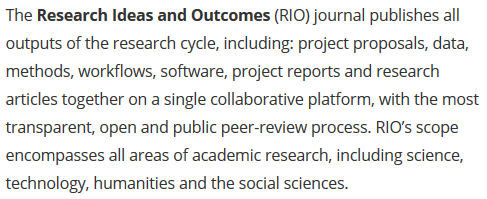 The Research Ideas and Outcomes (RIO) journal publishes all
outputs of the research cycle, including: project proposals, data,
methods, workflows, software, project reports and research
articles together on a single collaborative platform, with the most
transparent, open and public peer-review process. RIO’s scope
encompasses all areas of academic research, including science,
technology, humanities and the social sciences.